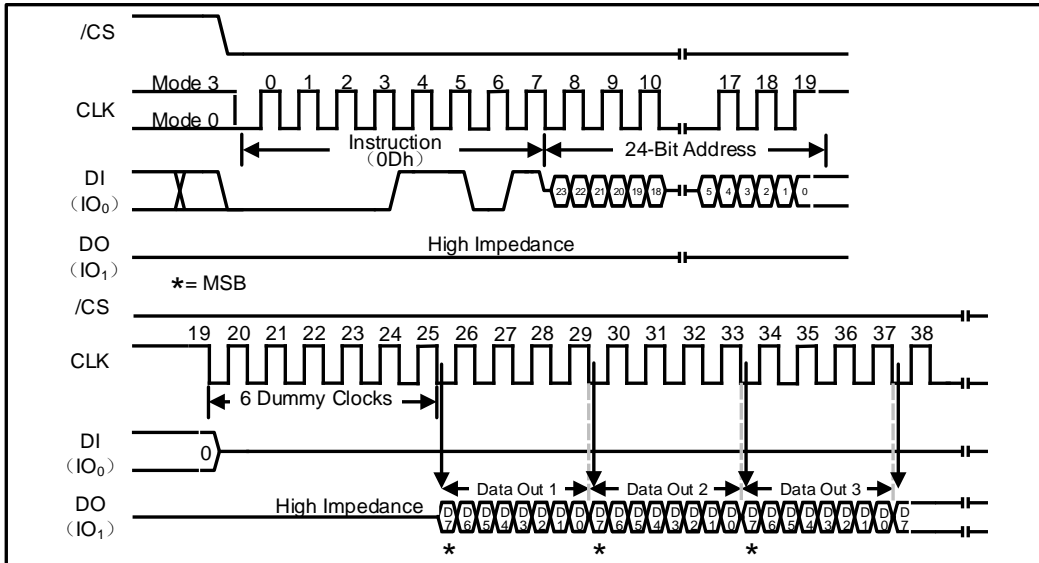 /CS
Mode 3 0 1 2 3 4 5 6 7 8 9 10 17 18 19
CLK
Mode 0
Instruction
（0Dh） 24-Bit Address
DI
（IO0） 23 22 21 20 19 18 5 4 3 2 1 0
DO
（IO1） High Impedance
*= MSB
/CS
19 20 21 22 23 24 25 26 27 28 29 30 31 32 33 34 35 36 37 38
CLK
6 Dummy Clocks
DI
（IO0） 0
Data Out 1 Data Out 2 Data Out 3
DO
（IO1） High Impedance D7 D6 D5 D4 D3 D2 D1 D0 D7 D6 D5 D4 D3 D2 D1 D0 D7 D6 D5 D4 D3 D2 D1 D0 D7
* * *